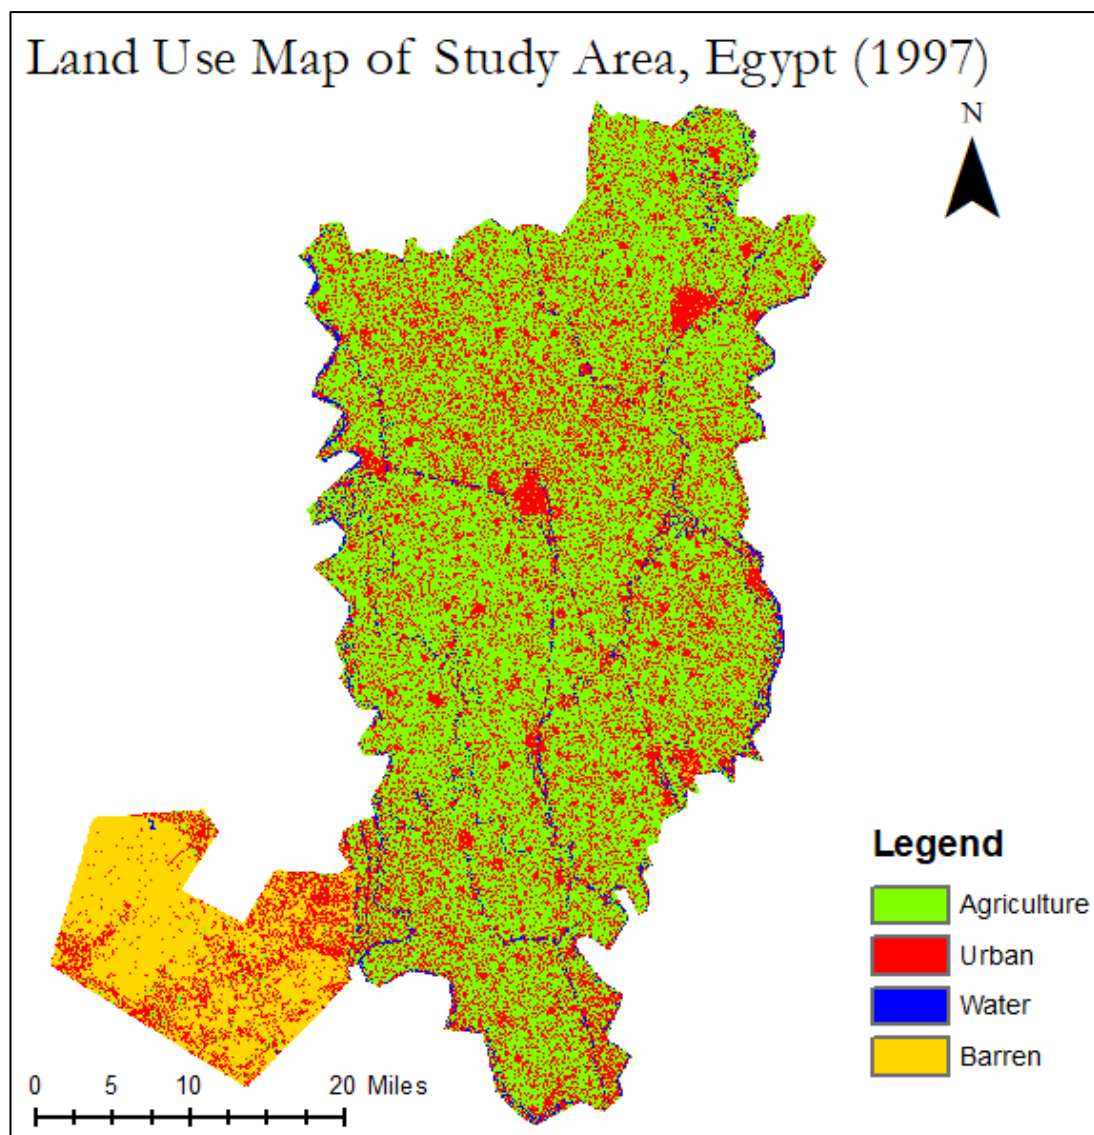 Land Use Map of Study Area, Egypt (1997)
N
Legend
Agriculture
Urban
Water
Barren
0 5 10 20 Miles